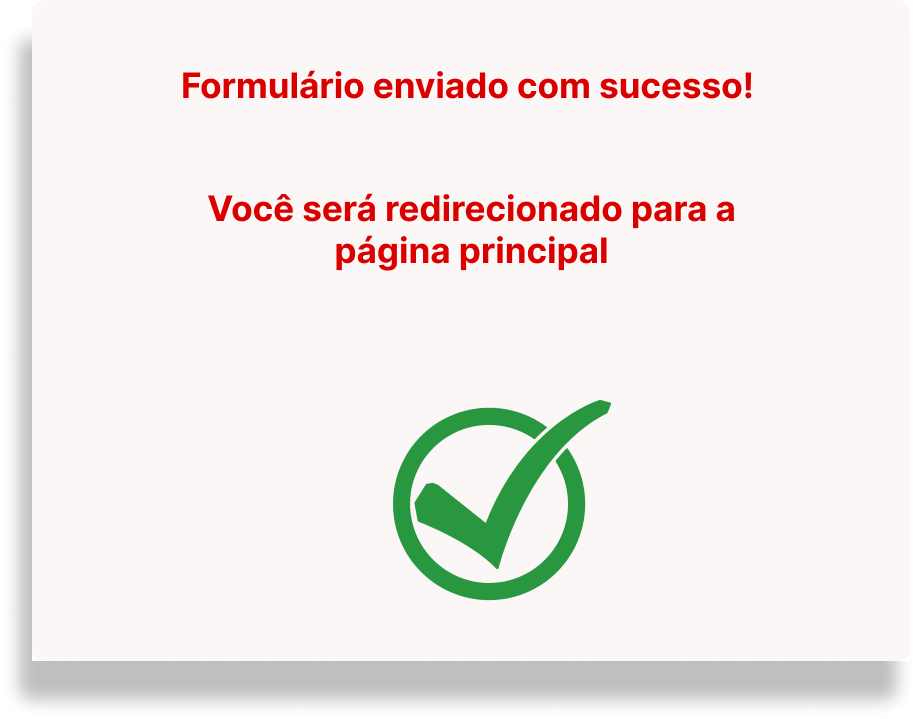 Formulário enviado com sucesso!
Você será redirecionado para a
página principal